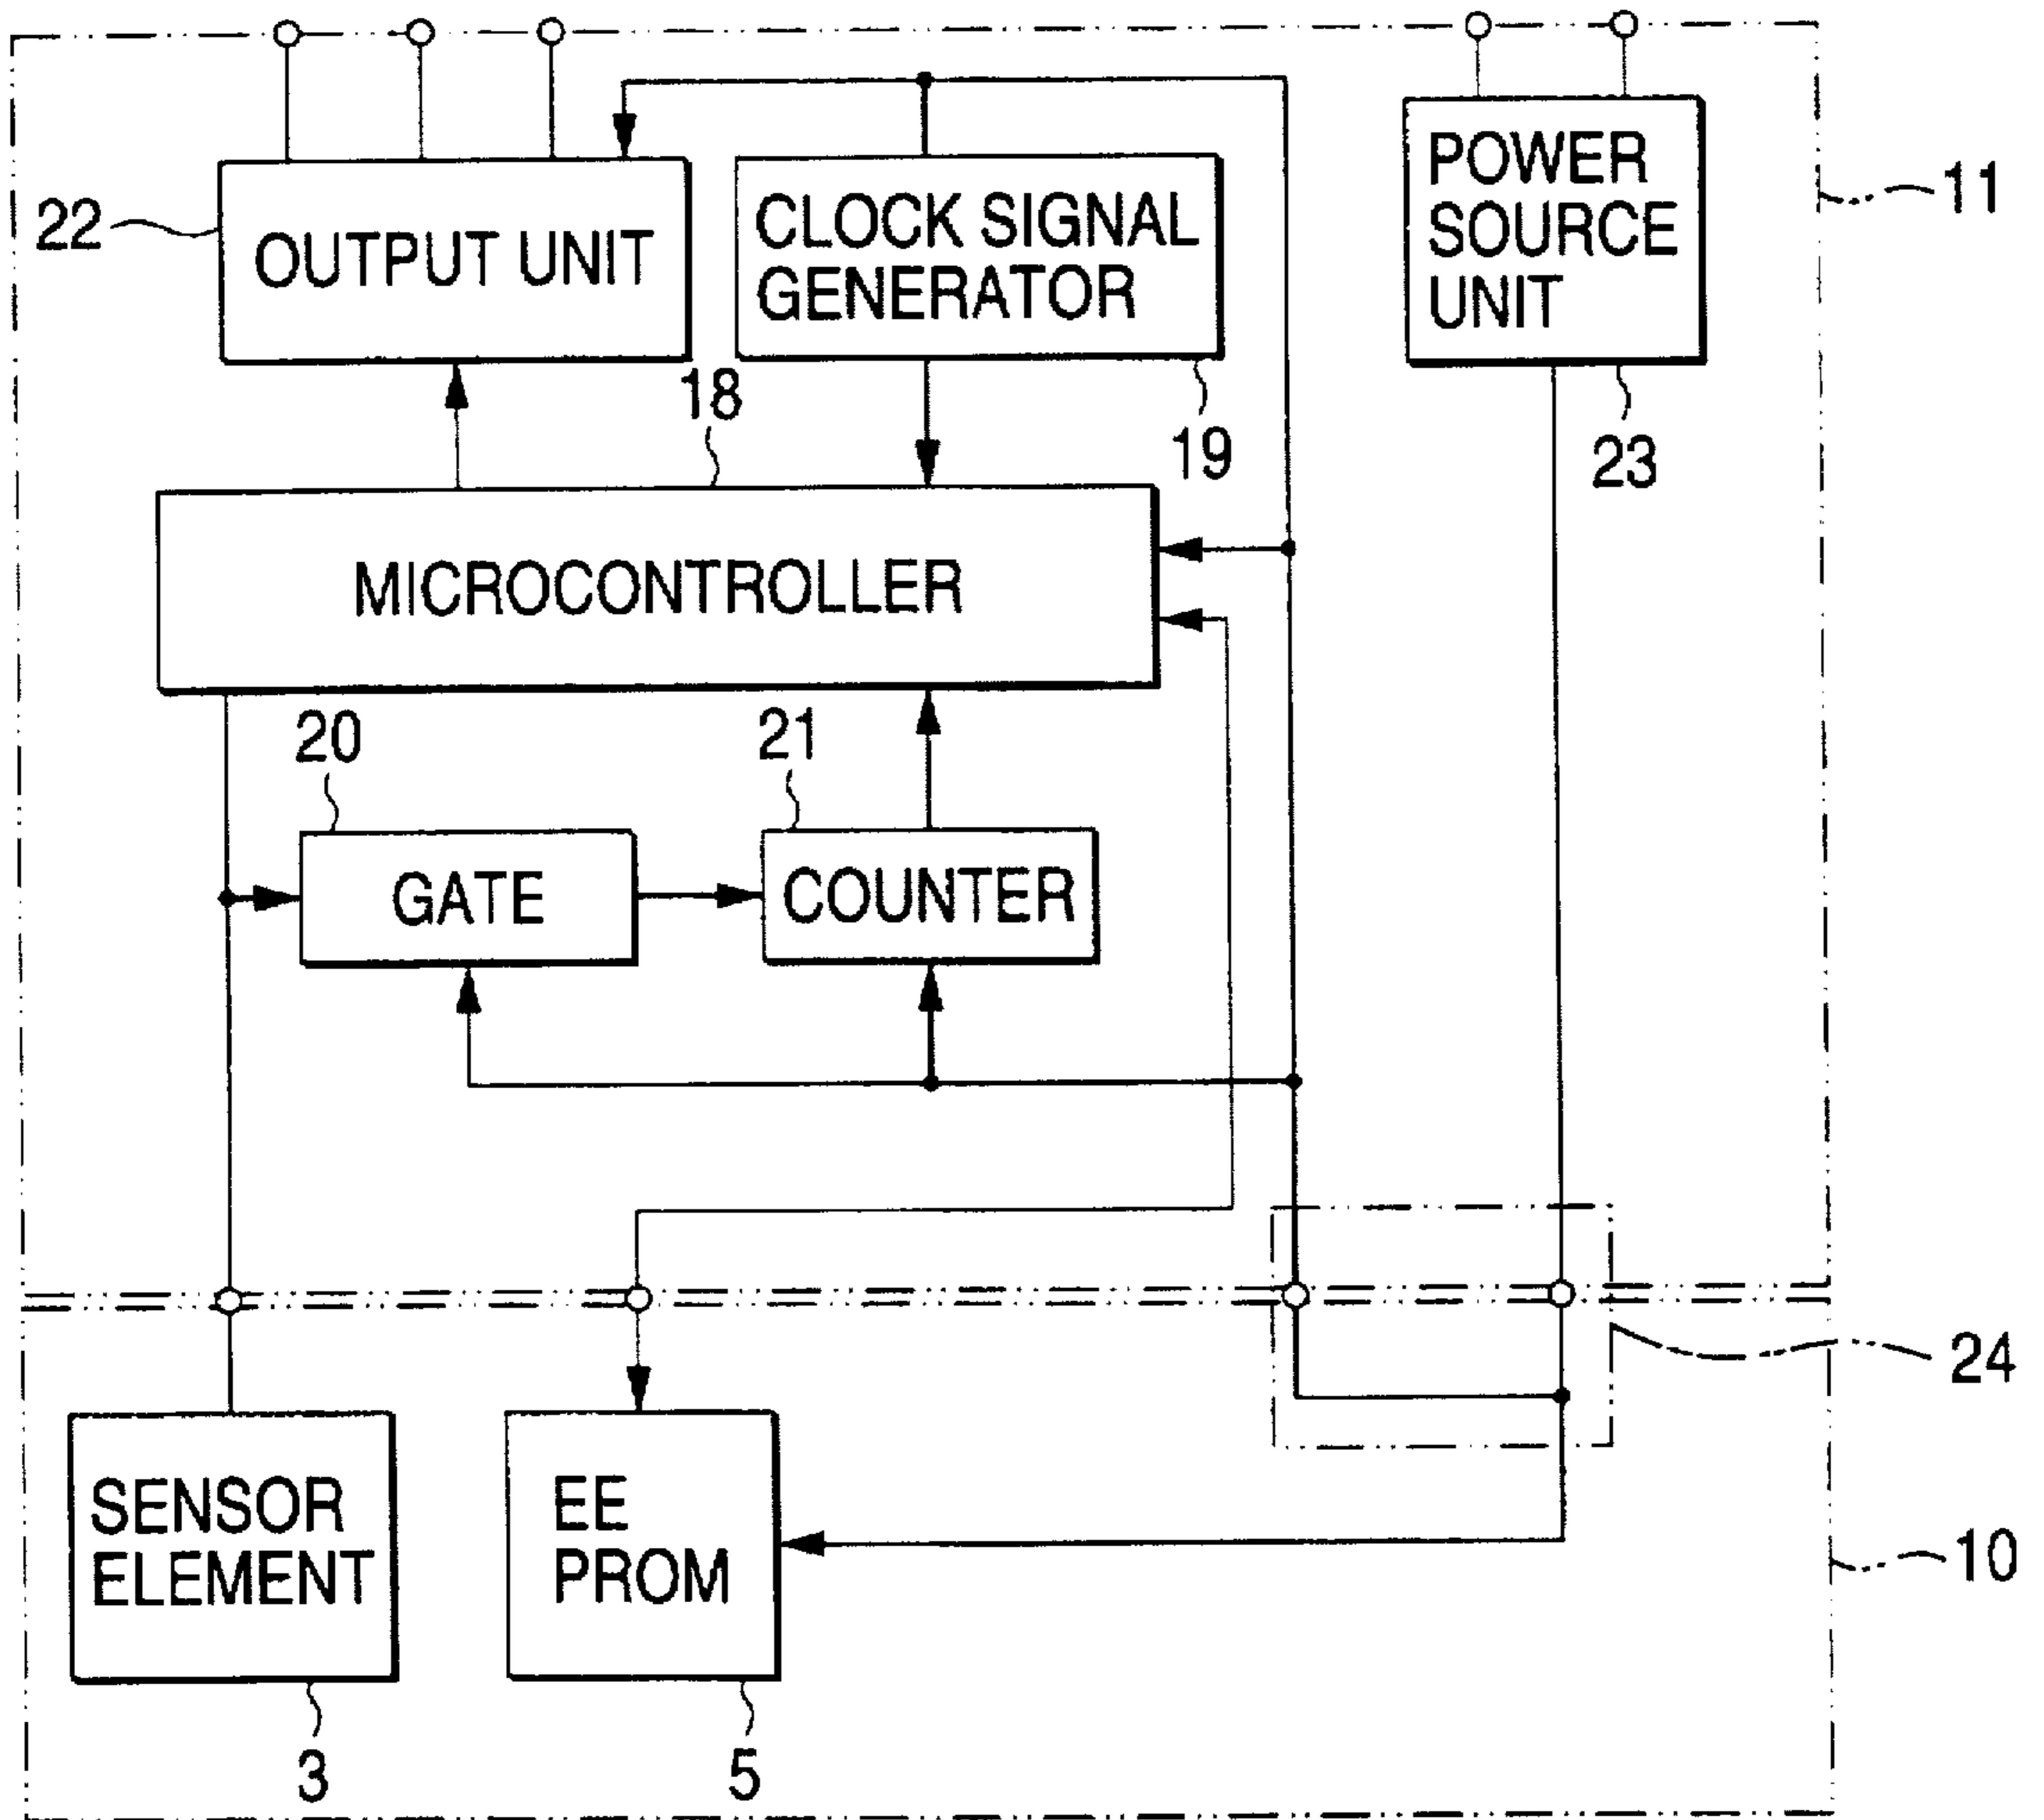 POWER
SOURCE
UNIT
11
22
OUTPUT UNIT
CLOCK SIGNAL
GENERATOR
18
19
23
MICROCONTROLLER
20
21
GATE
COUNTER
24
SENSOR
ELEMENT
EE
PROM
10
3
5